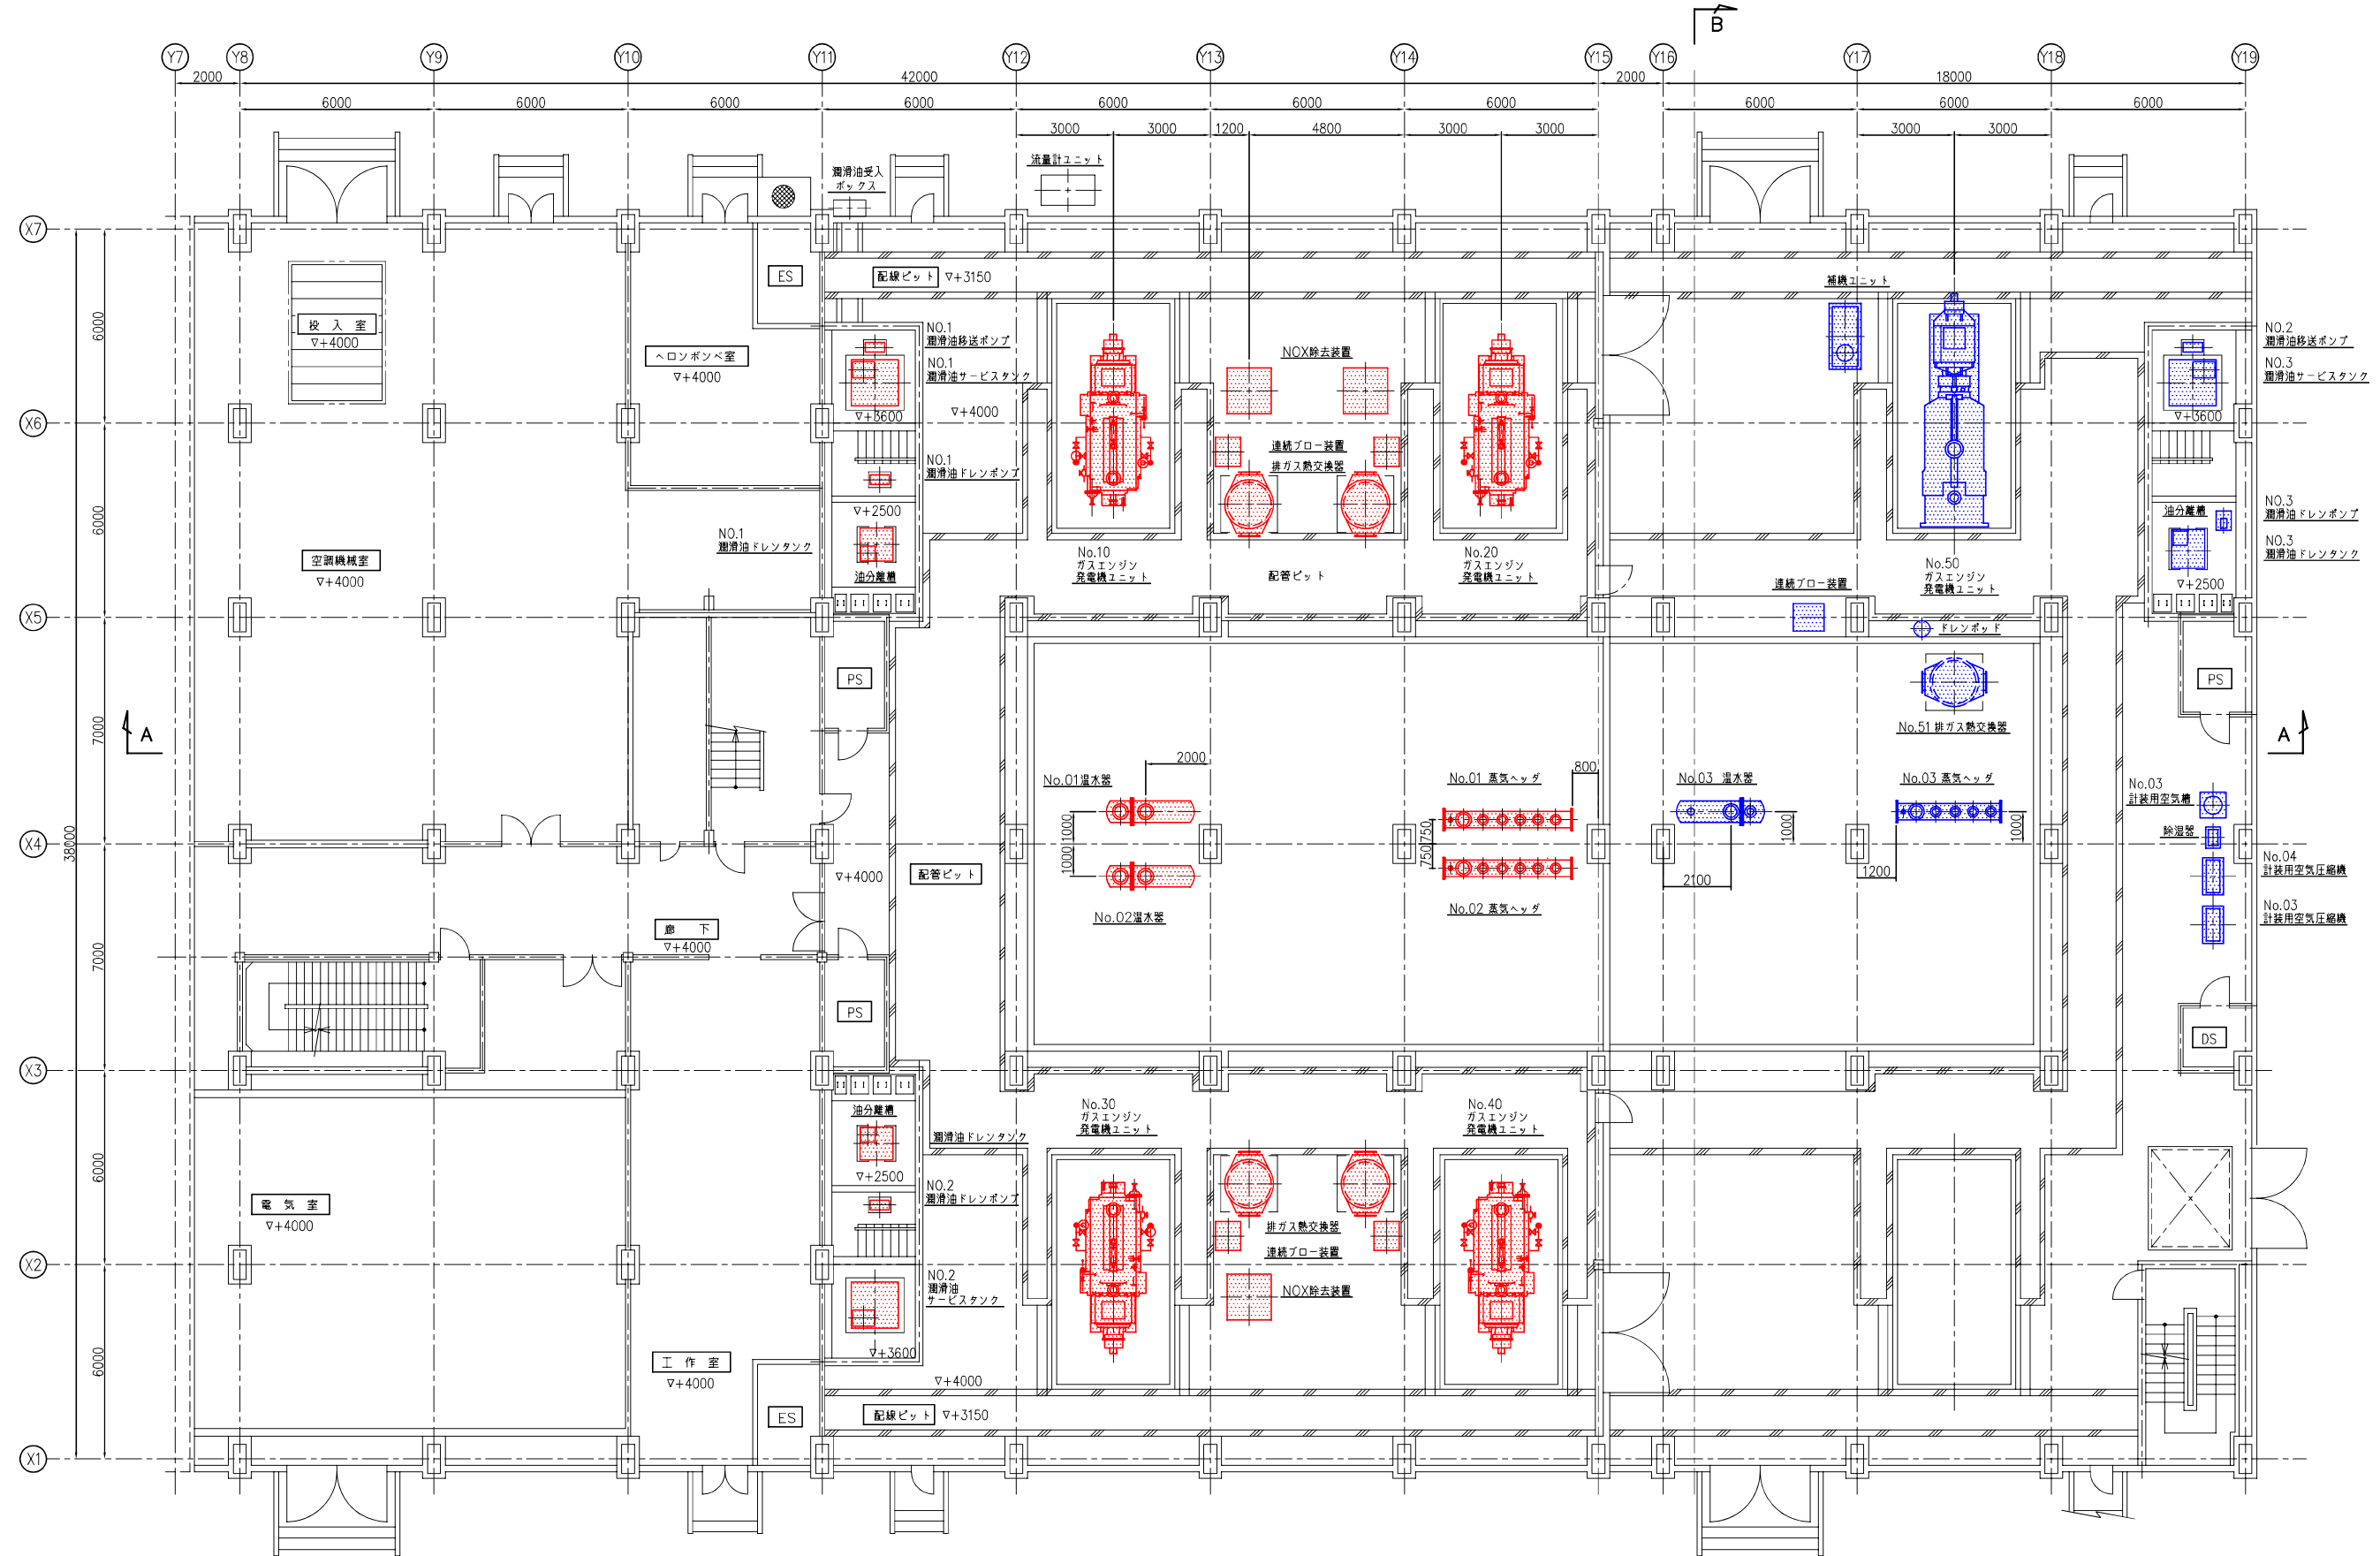 B
Y7
Y8
Y9
Y10
Y11
Y12
Y13
Y14
Y15
Y16
Y17
Y18
Y19
2000
42000
2000
18000
6000
6000
6000
6000
6000
6000
6000
6000
6000
6000
3000
3000
1200
4800
3000
3000
3000
3000
流量計ユニット
潤滑油受入
ボックス
X7
X6
X5
X4
X3
X2
X1
6000
6000
7000
7000
6000
6000
38000
ES
配線ピット
▽+3150
補機ユニット
投 入 室
▽+4000
ヘロンボンベ室
▽+4000
NO.1
潤滑油移送ポンプ
NO.1
潤滑油サービスタンク
▽+3600
▽+4000
NOX除去装置
NO.2
潤滑油移送ポンプ
NO.3
潤滑油サービスタンク
▽+3600
連続ブロー装置
排ガス熱交換器
NO.1
潤滑油ドレンポンプ
▽+2500
NO.1
潤滑油ドレンタンク
油分離槽
空調機械室
▽+4000
No.10
ガスエンジン
発電機ユニット
配管ピット
No.20
ガスエンジン
発電機ユニット
No.50
ガスエンジン
発電機ユニット
連続ブロー装置
ドレンポッド
油分離槽
NO.3
潤滑油ドレンポンプ
NO.3
潤滑油ドレンタンク
▽+2500
PS
PS
A
A
No.51 排ガス熱交換器
No.01温水器
2000
No.01 蒸気ヘッダ
800
No.03 温水器
No.03 蒸気ヘッダ
No.03
計装用空気槽
除湿器
No.04
計装用空気圧縮機
No.03
計装用空気圧縮機
1000
1000
750
750
1000
1000
2100
1200
▽+4000
配管ピット
No.02温水器
No.02 蒸気ヘッダ
廊 下
▽+4000
PS
DS
油分離槽
潤滑油ドレンタンク
▽+2500
NO.2
潤滑油ドレンポンプ
No.30
ガスエンジン
発電機ユニット
No.40
ガスエンジン
発電機ユニット
電 気 室
▽+4000
排ガス熱交換器
連続ブロー装置
NOX除去装置
NO.2
潤滑油
サービスタンク
▽+3600
工 作 室
▽+4000
▽+4000
ES
配線ピット
▽+3150